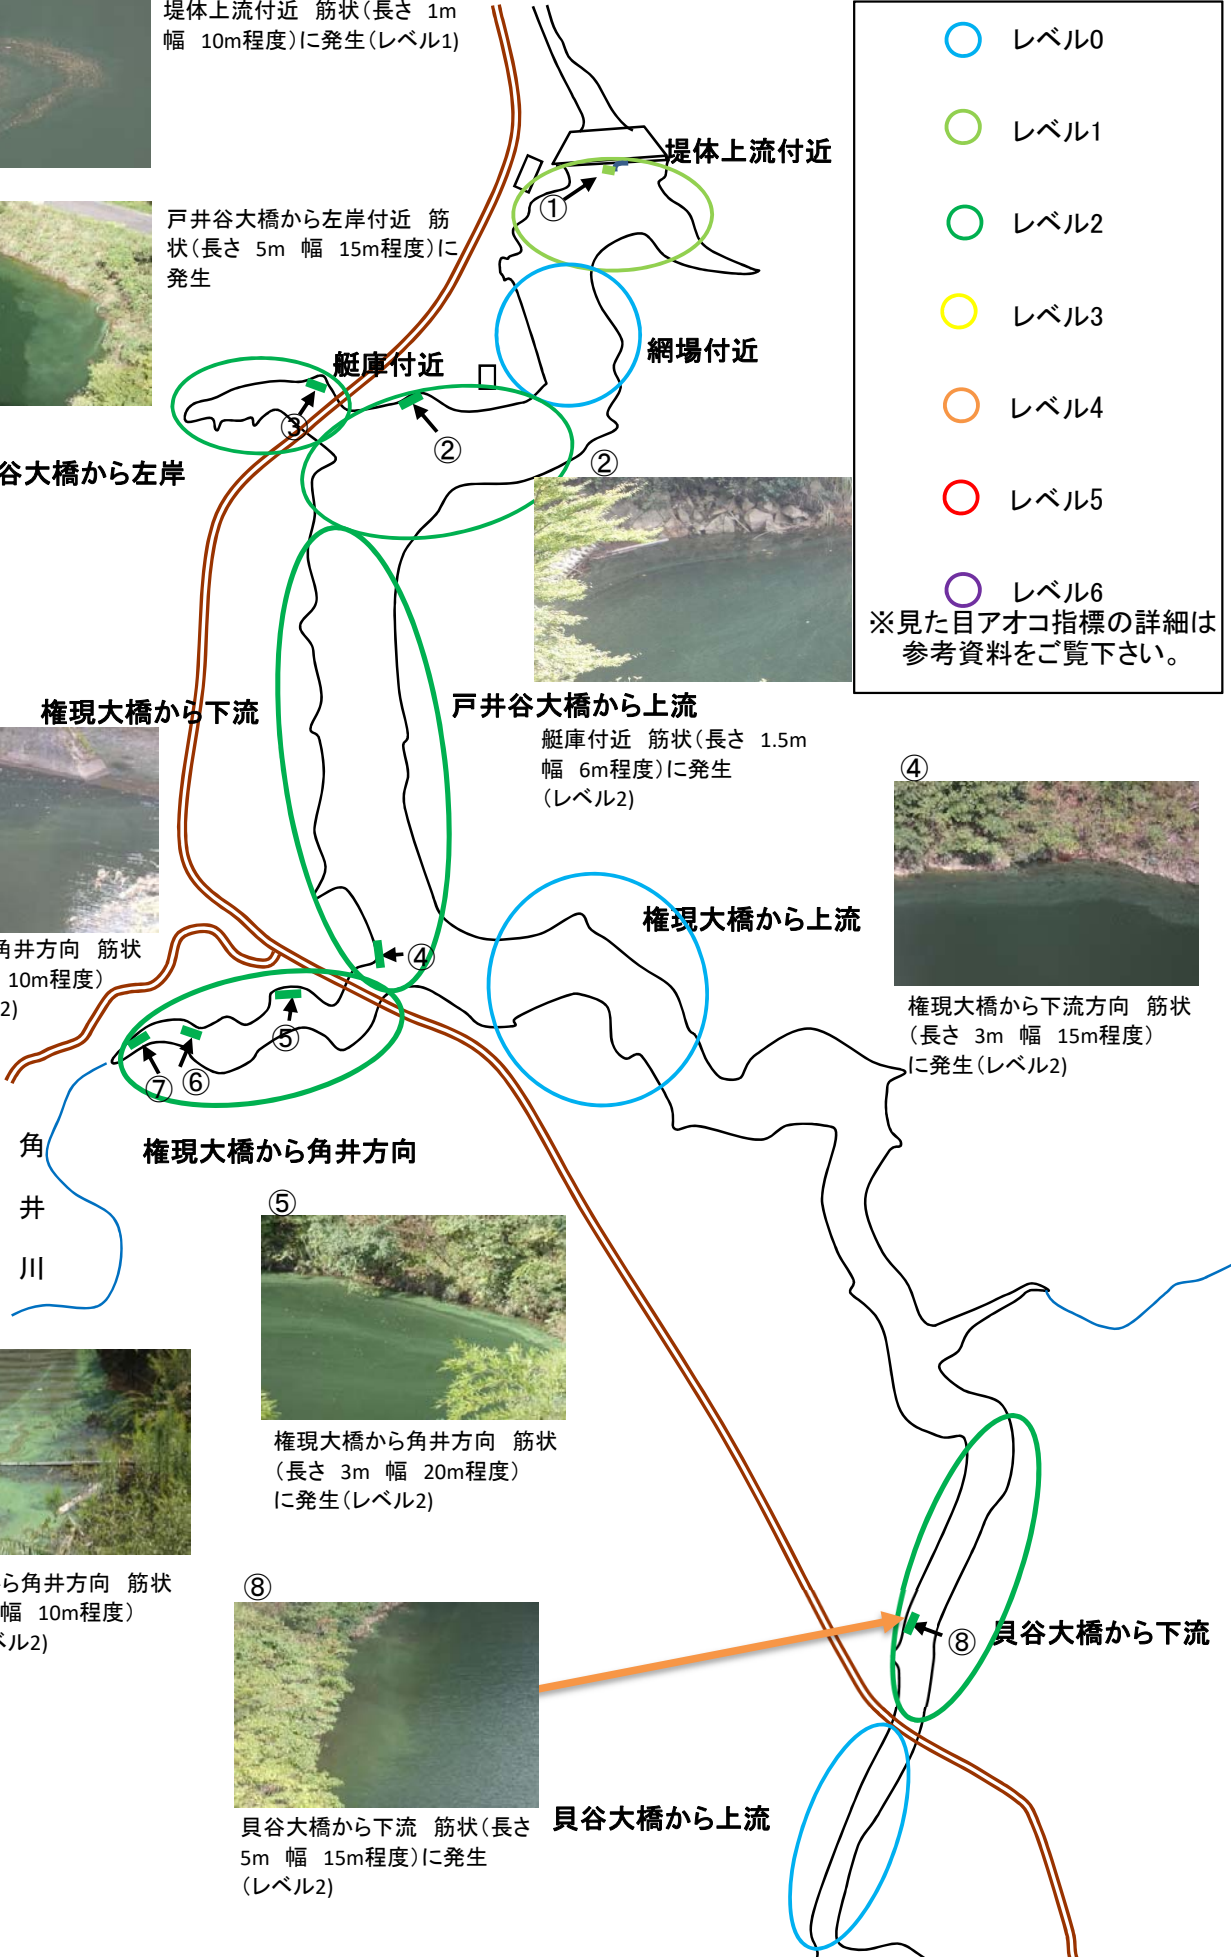 堤体上流付近 筋状(長さ 1m
幅 10m程度)に発生(レベル1)
レベル0
レベル1
レベル2
レベル3
レベル4
レベル5
レベル6
※見た目アオコ指標の詳細は
参考資料をご覧下さい。
堤体上流付近
①
戸井谷大橋から左岸付近 筋
状(長さ 5m 幅 15m程度)に
発生
網場付近
艇庫付近
③
②
谷大橋から左岸
②
権現大橋から下流
戸井谷大橋から上流
艇庫付近 筋状(長さ 1.5m
幅 6m程度)に発生
(レベル2)
④
権現大橋から上流
角井方向 筋状
10m程度)
2)
④
権現大橋から下流方向 筋状
(長さ 3m 幅 15m程度)
に発生(レベル2)
⑤
⑦
⑥
権現大橋から角井方向
角
井
川
⑤
権現大橋から角井方向 筋状
(長さ 3m 幅 20m程度)
に発生(レベル2)
ら角井方向 筋状
幅 10m程度)
ベル2)
⑧
⑧
貝谷大橋から下流
貝谷大橋から下流 筋状(長さ
5m 幅 15m程度)に発生
(レベル2)
貝谷大橋から上流